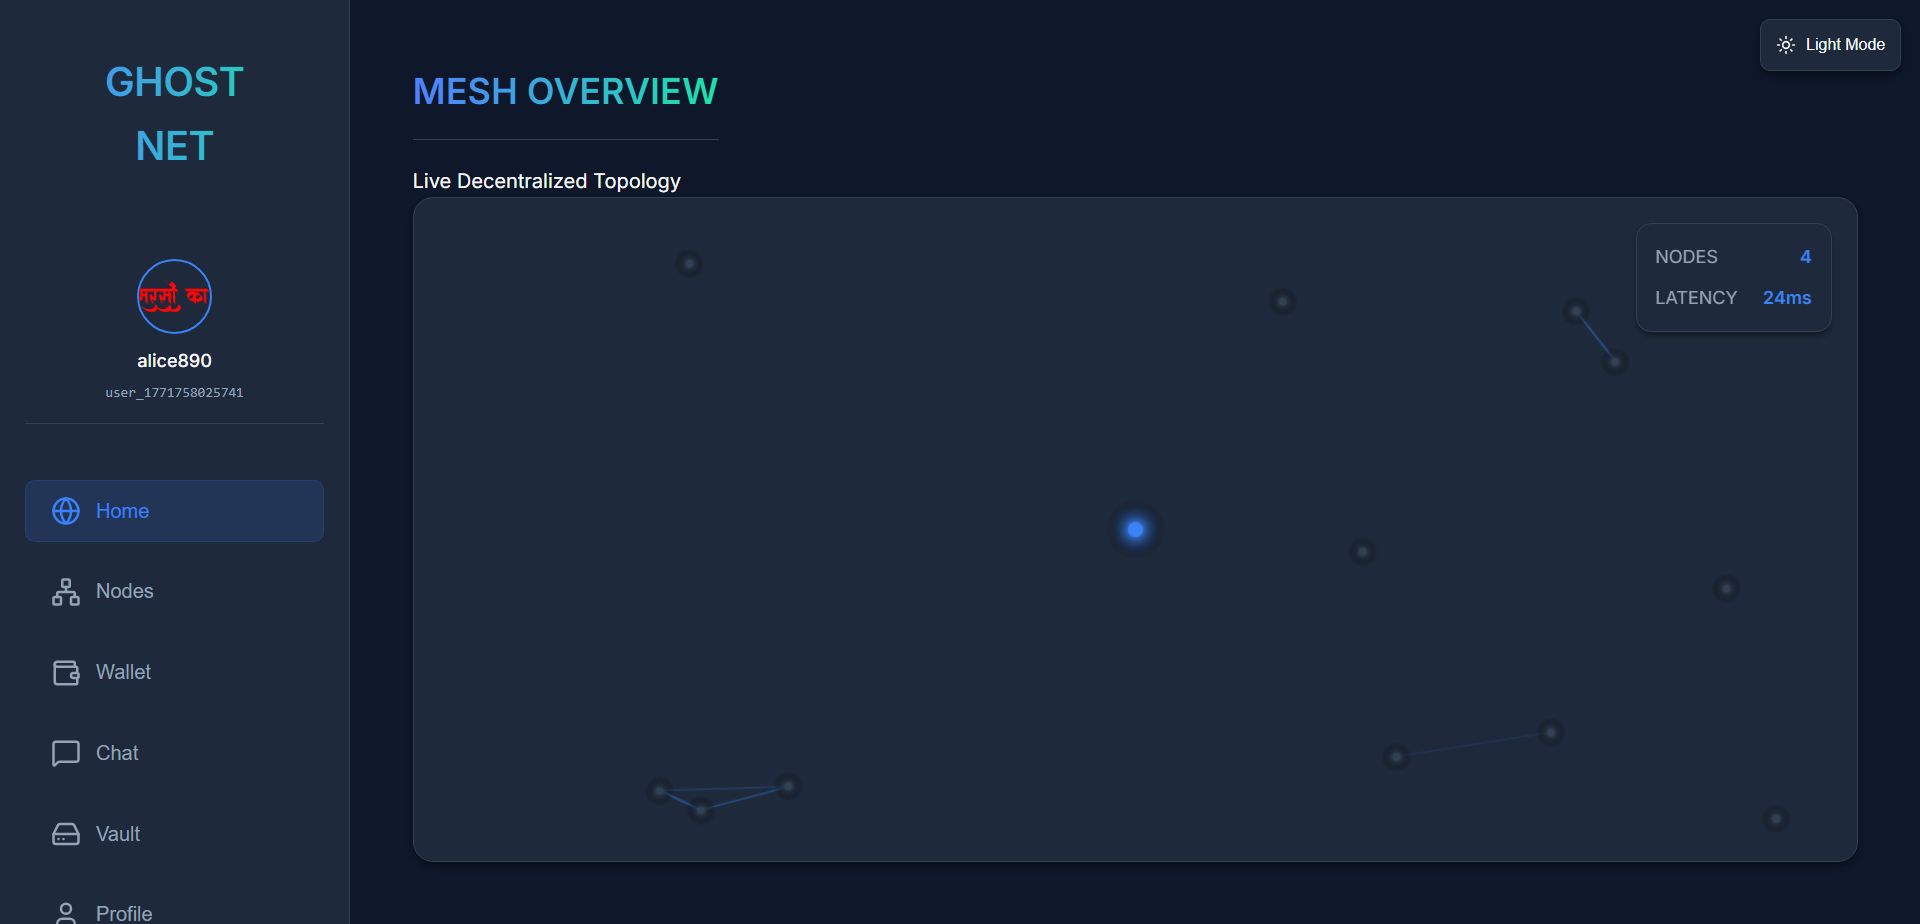 GHOST
NET
सरसों का
alice890
user_1771758025741
Home
Nodes
Wallet
Chat
Vault
Profile
Light Mode
MESH OVERVIEW
Live Decentralized Topology
NODES 4
LATENCY 24ms